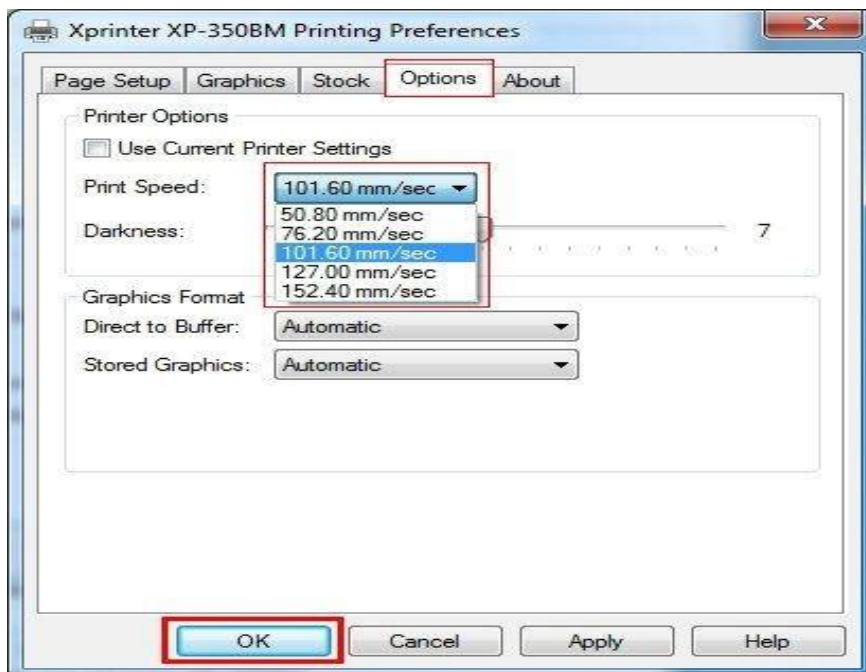 Xprinter XP-350BM Printing Preferences
Page Setup Graphics Stock Options About
Printer Options
Use Current Printer Settings
Print Speed: 101.60 mm/sec
50.80 mm/sec
76.20 mm/sec
Darkness: 7
101.60 mm/sec
127.00 mm/sec
152.40 mm/sec
Graphics Format
Direct to Buffer: Automatic
Stored Graphics: Automatic
OK Cancel Apply Help